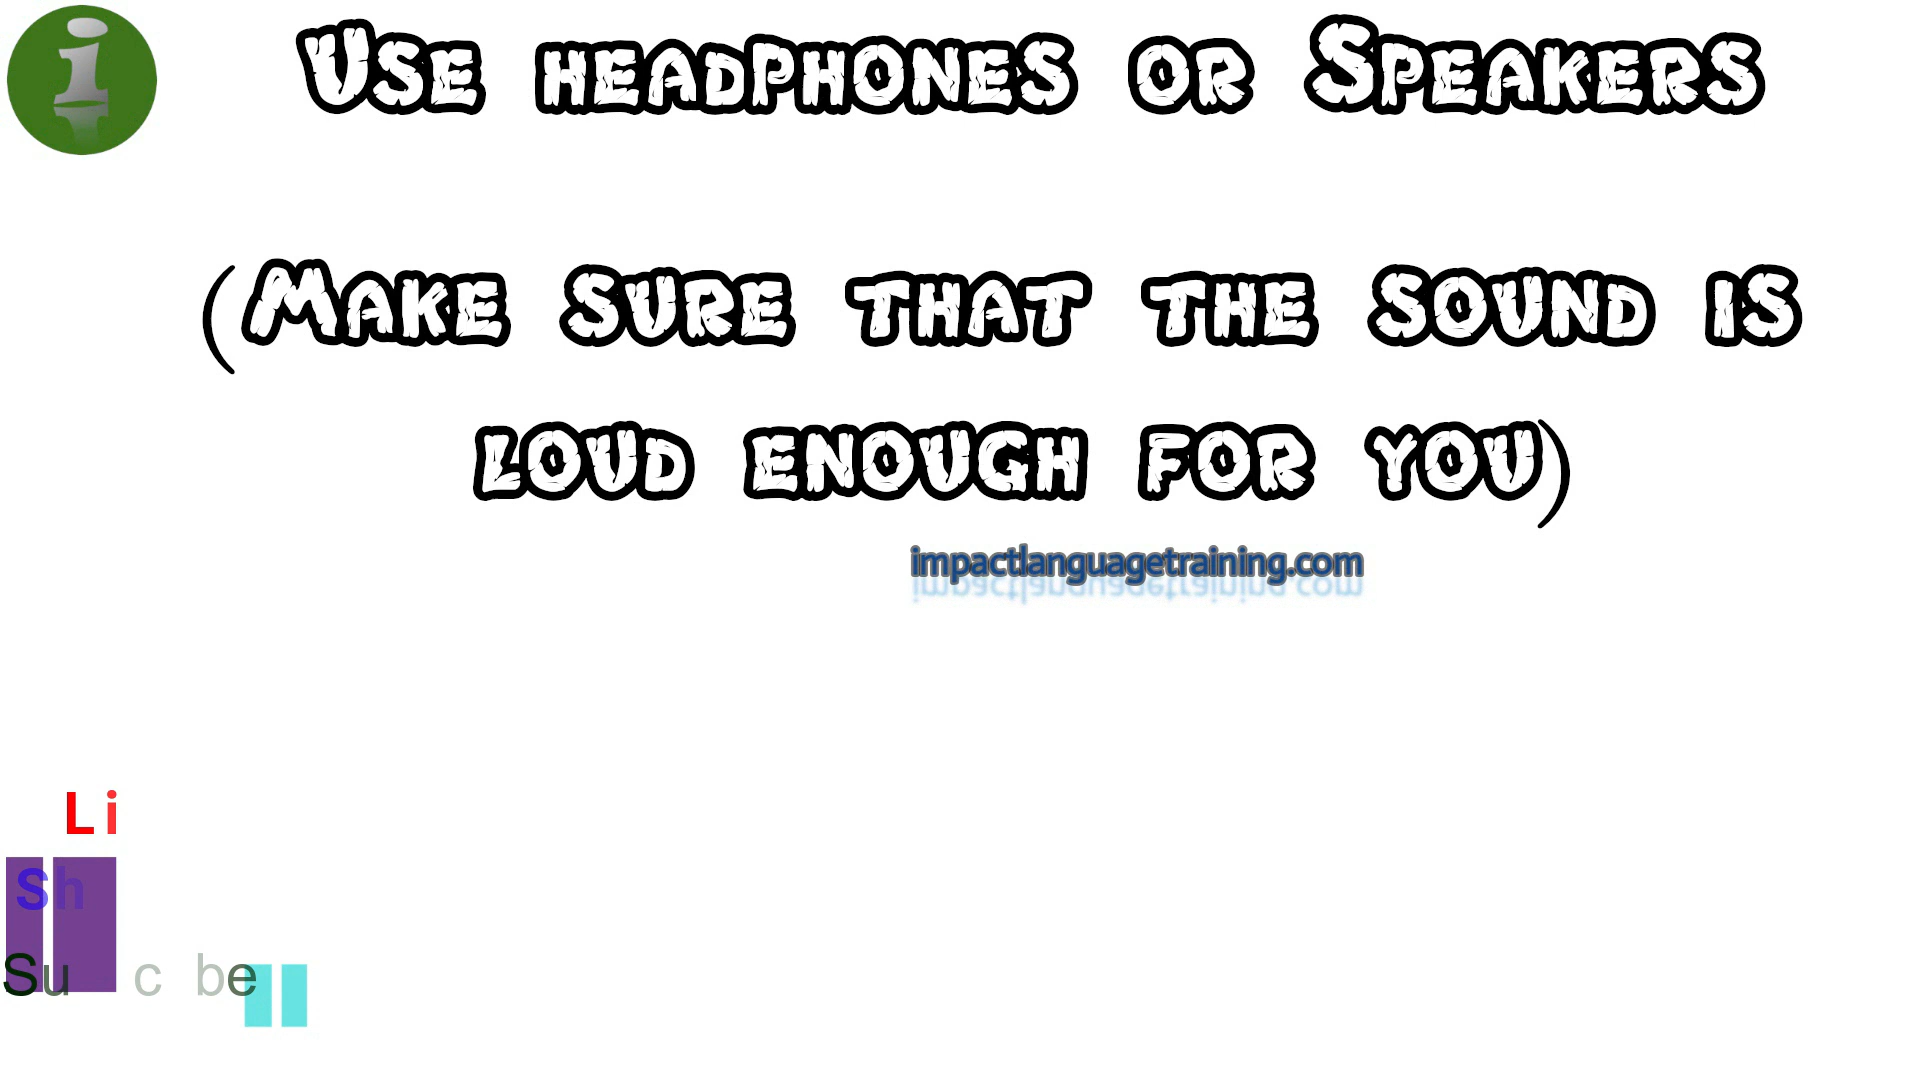 i
Use headphones or Speakers
(Make sure that the sound is
loud enough for you)
impactlanguagetraining.com
Li
Sh
Su c be